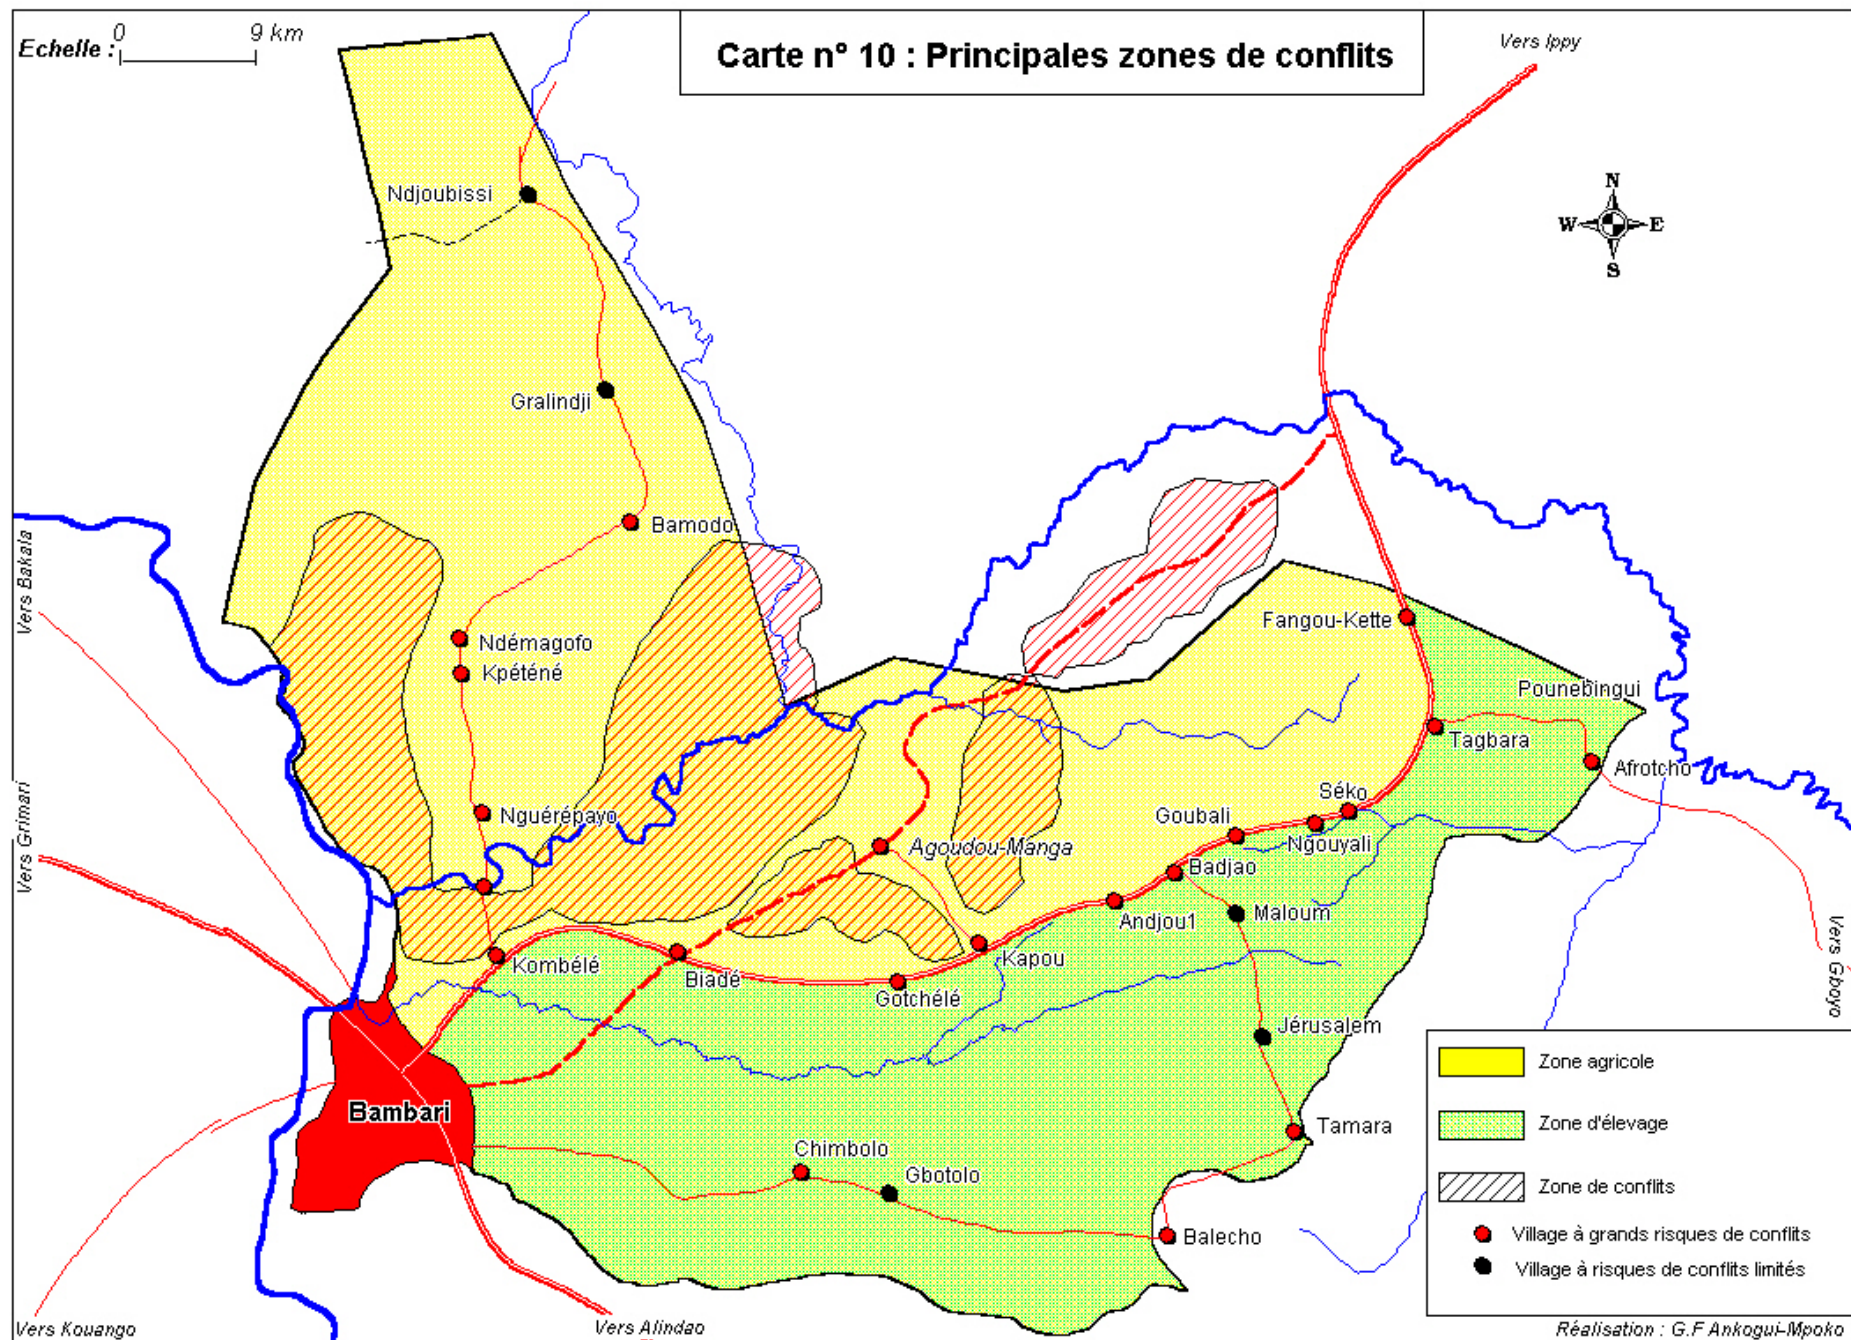 Echelle :
0 9 km
Carte n° 10 : Principales zones de conflits
Vers Ippy
N
W E
S
Ndjoubissi
Gralindji
Bamodo
Vers Bakala
Ndémagofo
Kpéténé
Fangou-Kette
Pounebingui
Tagbara
Afrotcho
Séko
Goubali
Nguérépayo
Ngouyali
Agoudou-Manga
Badjao
Vers Grimari
Maloum
Andjou1
Kombélé
Biadé
Kapou
Gotchélé
Vers Gboyo
Jérusalem
Bambari
Tamara
Chimbolo
Gbotolo
Balecho
Zone agricole
Zone d'élevage
Zone de conflits
Village à grands risques de conflits
Village à risques de conflits limités
Vers Kouango
Vers Alindao
Réalisation : G.F Ankogui-Mpoko